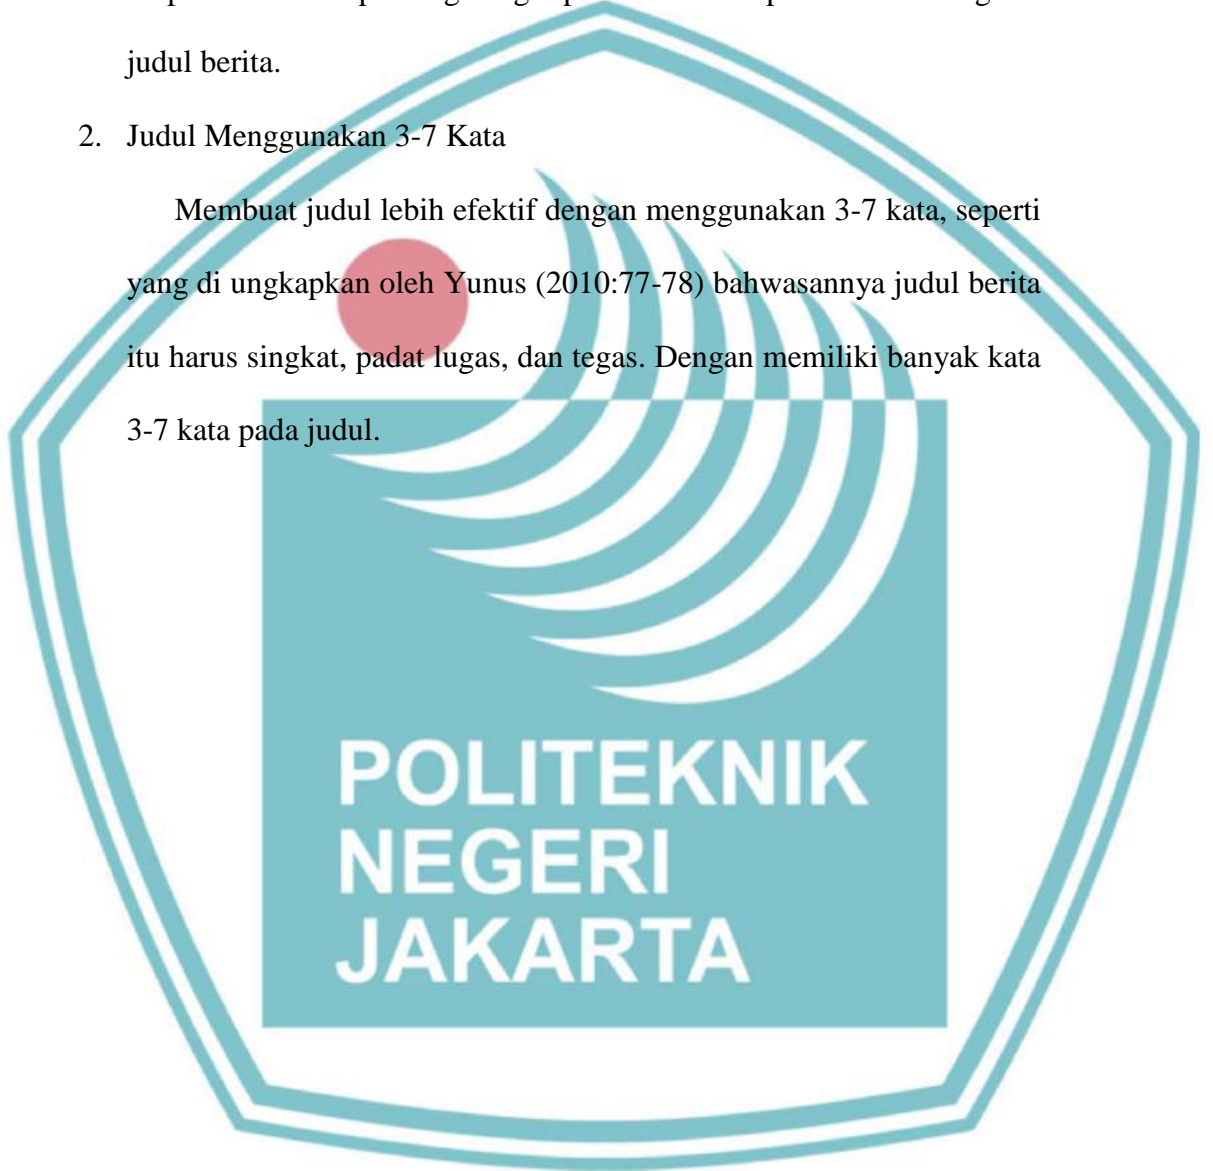 judul berita.
2. Judul Menggunakan 3-7 Kata
Membuat judul lebih efektif dengan menggunakan 3-7 kata, seperti
yang di ungkapkan oleh Yunus (2010:77-78) bahwasannya judul berita
itu harus singkat, padat lugas, dan tegas. Dengan memiliki banyak kata
3-7 kata pada judul.
POLITEKNIK
NEGERI
JAKARTA